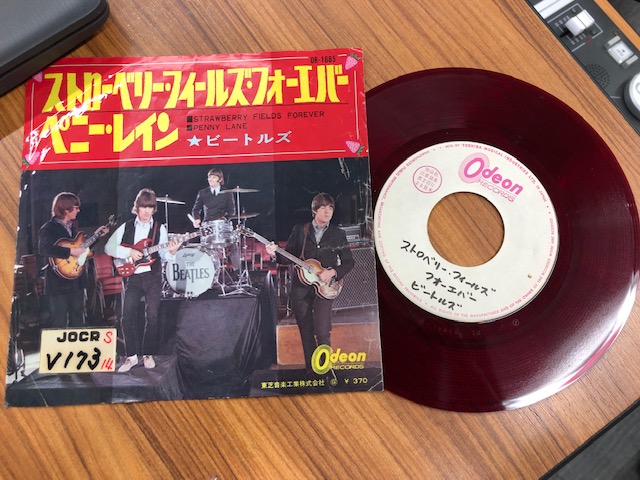 OR-1685
ストロ−ベリー・フィールズ・フォーエバー
ペニー・レイン
STRAWBERRY FIELDS FOREVER
PENNY LANE
★ビートルズ
Ludwig
THE
BEATLES
JOCR S
V173 14
Odeon
RECORDS
東芝音楽工業株式会社 ¥370
Odeon
RECORDS
ストロベリー・フィールズ
フォーエバー
ビートルズ